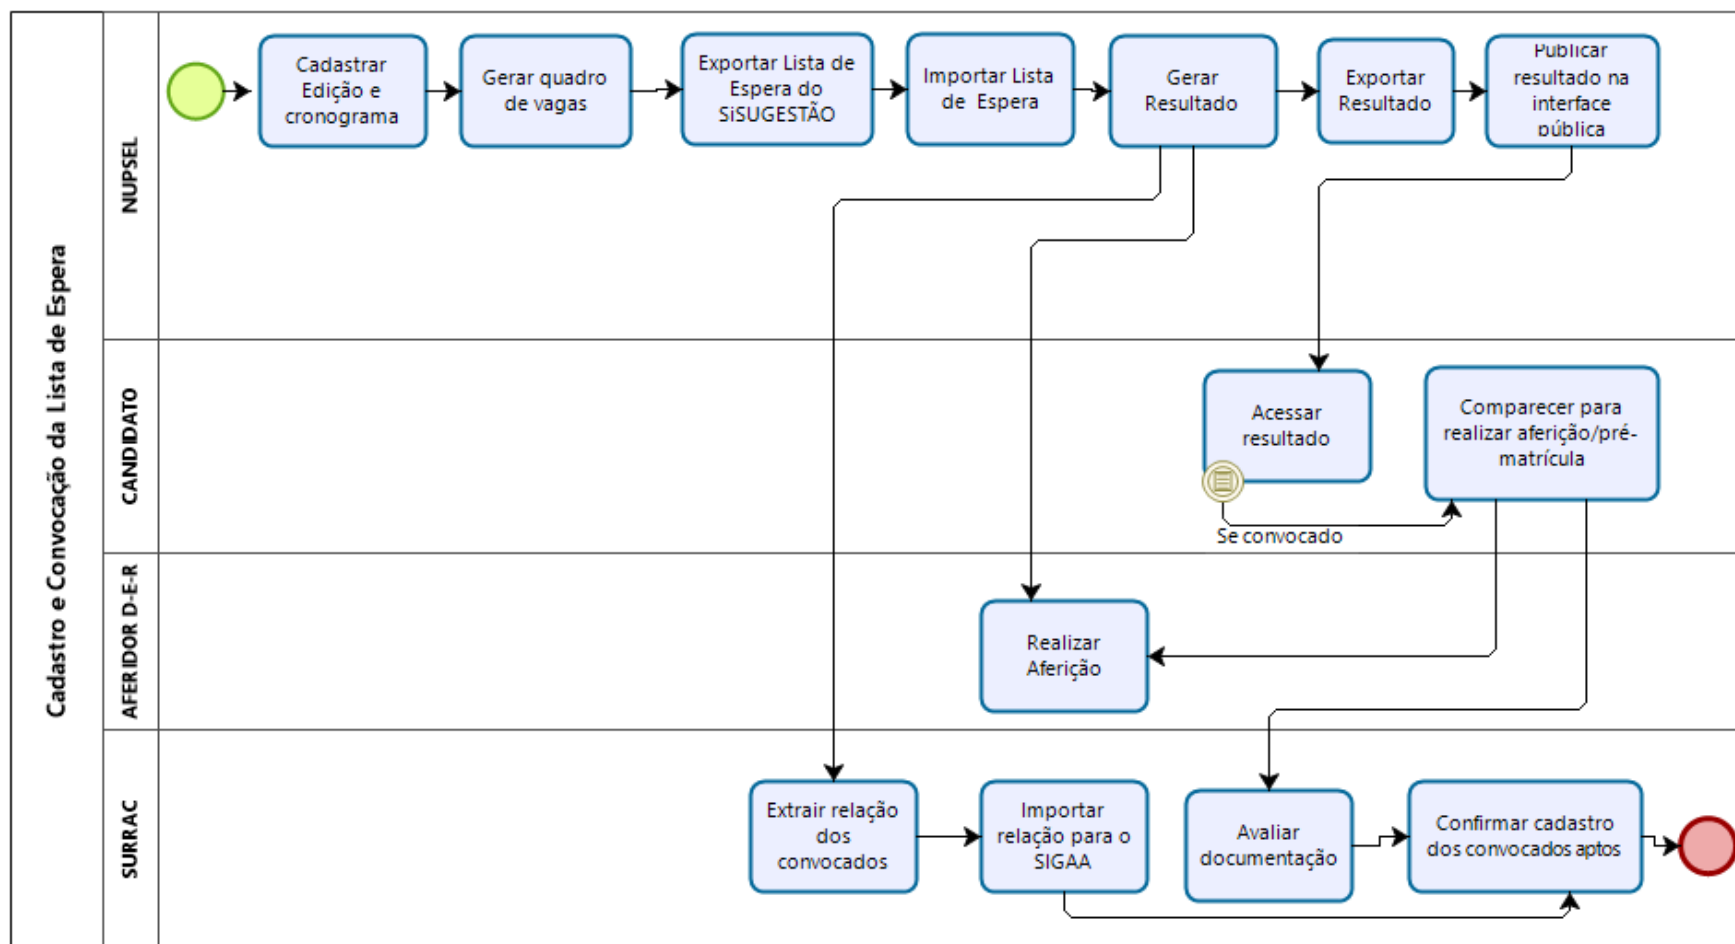 Cadastro e Convocação da Lista de Espera
NUPSEL
Cadastrar
Edição e
cronograma
Gerar quadro
de vagas
Exportar Lista de
Espera do
SiSUGESTÃO
Importar Lista
de Espera
Gerar
Resultado
Exportar
Resultado
Publicar
resultado na
interface
pública
CANDIDATO
Acessar
resultado
Se convocado
Comparecer para
realizar aferição/pré-
matrícula
AFERIDOR D-E-R
Realizar
Aferição
SURRAC
Extrair relação
dos
convocados
Importar
relação para o
SIGAA
Avaliar
documentação
Confirmar cadastro
dos convocados aptos